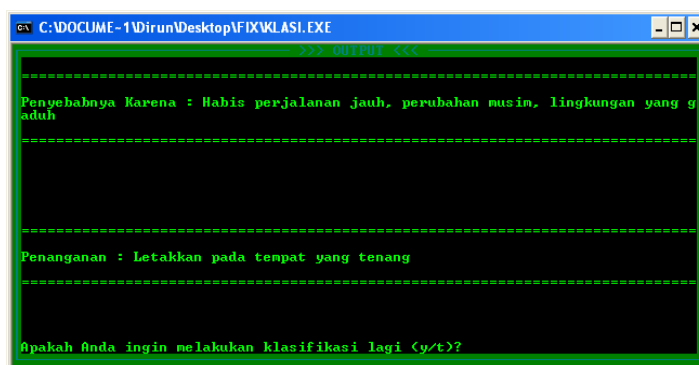 C:\DOCUME~1\Dirun\Desktop\FIX\KLASI.EXE
>>> OUTPUT <<<
Penyebabnya Karena : Habis perjalanan jauh, perubahan musim, lingkungan yang g
aduh
Penanganan : Letakkan pada tempat yang tenang
Apakah Anda ingin melakukan klasifikasi lagi (y/t)?